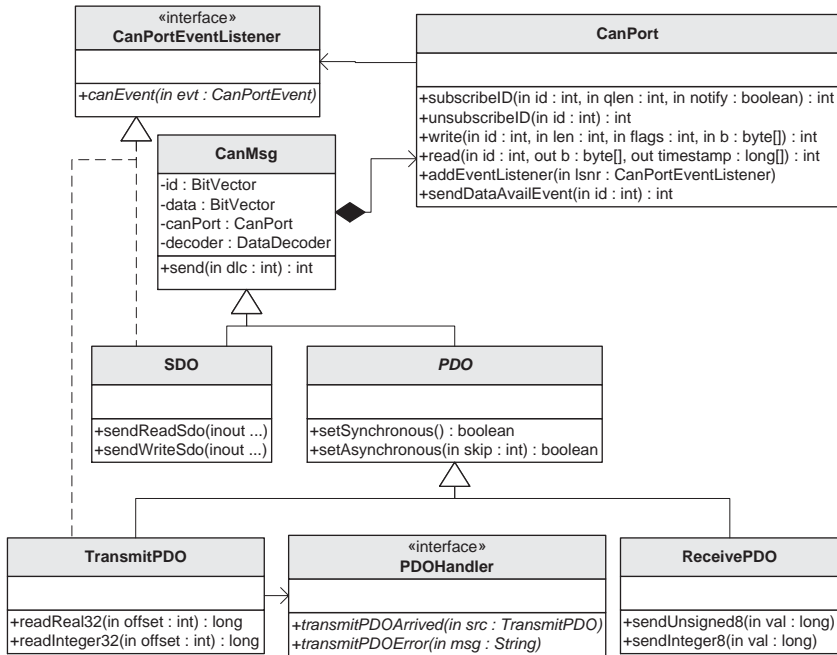 «interface»
CanPortEventListener
+canEvent(in evt : CanPortEvent)
CanPort
+subscribeID(in id : int, in qlen : int, in notify : boolean) : int
+unsubscribeID(in id : int) : int
+write(in id : int, in len : int, in flags : int, in b : byte[]) : int
+read(in id : int, out b : byte[], out timestamp : long[]) : int
+addEventListener(in lsnr : CanPortEventListener)
+sendDataAvailEvent(in id : int) : int
CanMsg
-id : BitVector
-data : BitVector
-canPort : CanPort
-decoder : DataDecoder
+send(in dlc : int) : int
SDO
+sendReadSdo(inout ...)
+sendWriteSdo(inout ...)
PDO
+setSynchronous() : boolean
+setAsynchronous(in skip : int) : boolean
TransmitPDO
+readReal32(in offset : int) : long
+readInteger32(in offset : int) : long
«interface»
PDOHandler
+transmitPDOArrived(in src : TransmitPDO)
+transmitPDOError(in msg : String)
ReceivePDO
+sendUnsigned8(in val : long)
+sendInteger8(in val : long)